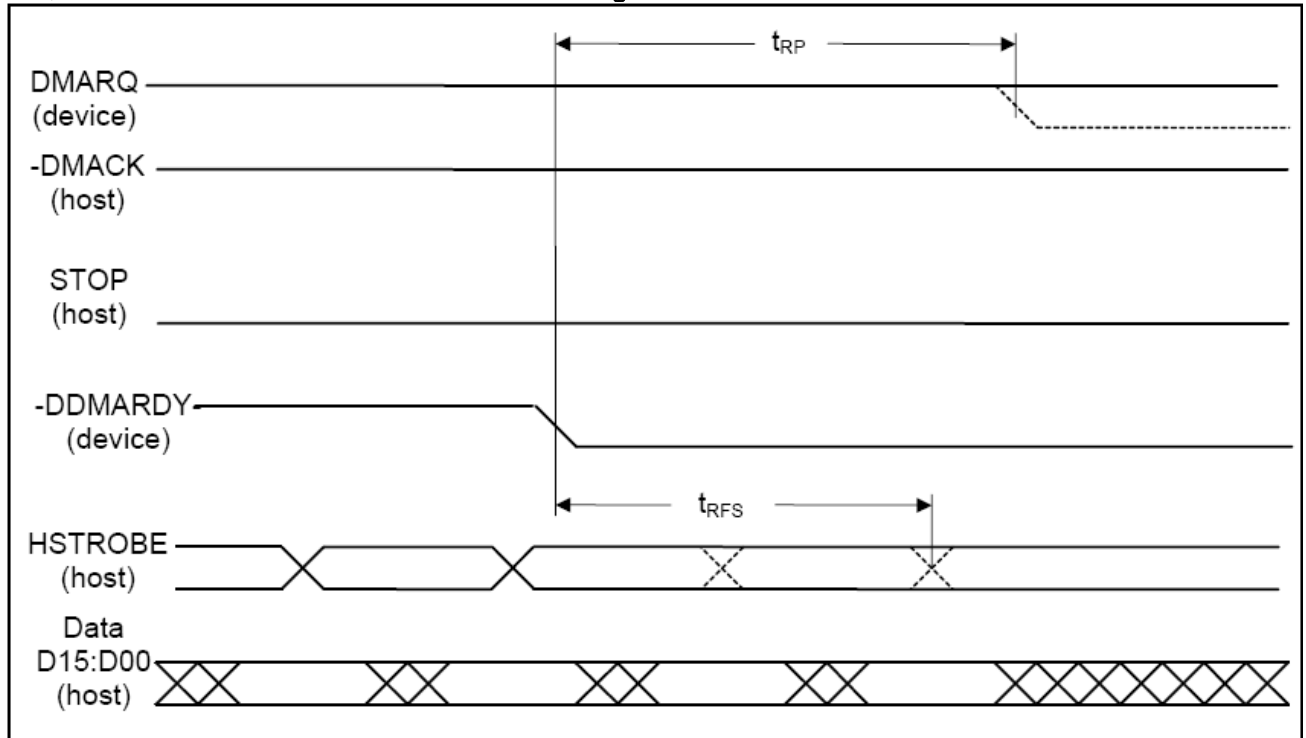 tRP
DMARQ
(device)
-DMACK
(host)
STOP
(host)
-DDMARDY
(device)
tRFS
HSTROBE
(host)
Data
D15:D00
(host)